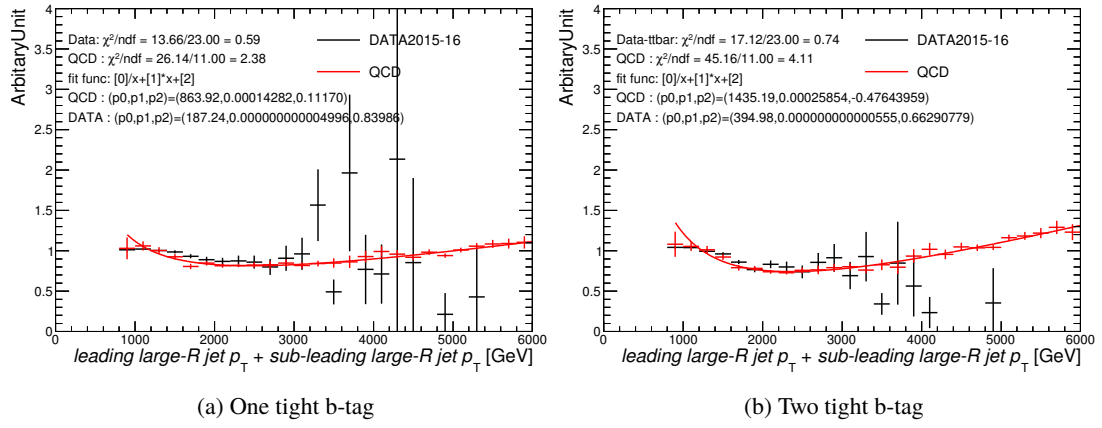 ArbitaryUnit
4
3.5
3
2.5
2
1.5
1
0.5
0
Data: χ²/ndf = 13.66/23.00 = 0.59
QCD : χ²/ndf = 26.14/11.00 = 2.38
fit func: [0]/x+[1]*x+[2]
QCD : (p0,p1,p2)=(863.92,0.00014282,0.11170)
DATA : (p0,p1,p2)=(187.24,0.000000000004996,0.83986)
DATA2015-16
QCD
0 1000 2000 3000 4000 5000 6000
leading large-R jet p_T + sub-leading large-R jet p_T [GeV]
(a) One tight b-tag
ArbitaryUnit
4
3.5
3
2.5
2
1.5
1
0.5
0
Data-ttbar: χ²/ndf = 17.12/23.00 = 0.74
QCD : χ²/ndf = 45.16/11.00 = 4.11
fit func: [0]/x+[1]*x+[2]
QCD : (p0,p1,p2)=(1435.19,0.00025854,-0.47643959)
DATA : (p0,p1,p2)=(394.98,0.000000000000555,0.66290779)
DATA2015-16
QCD
0 1000 2000 3000 4000 5000 6000
leading large-R jet p_T + sub-leading large-R jet p_T [GeV]
(b) Two tight b-tag